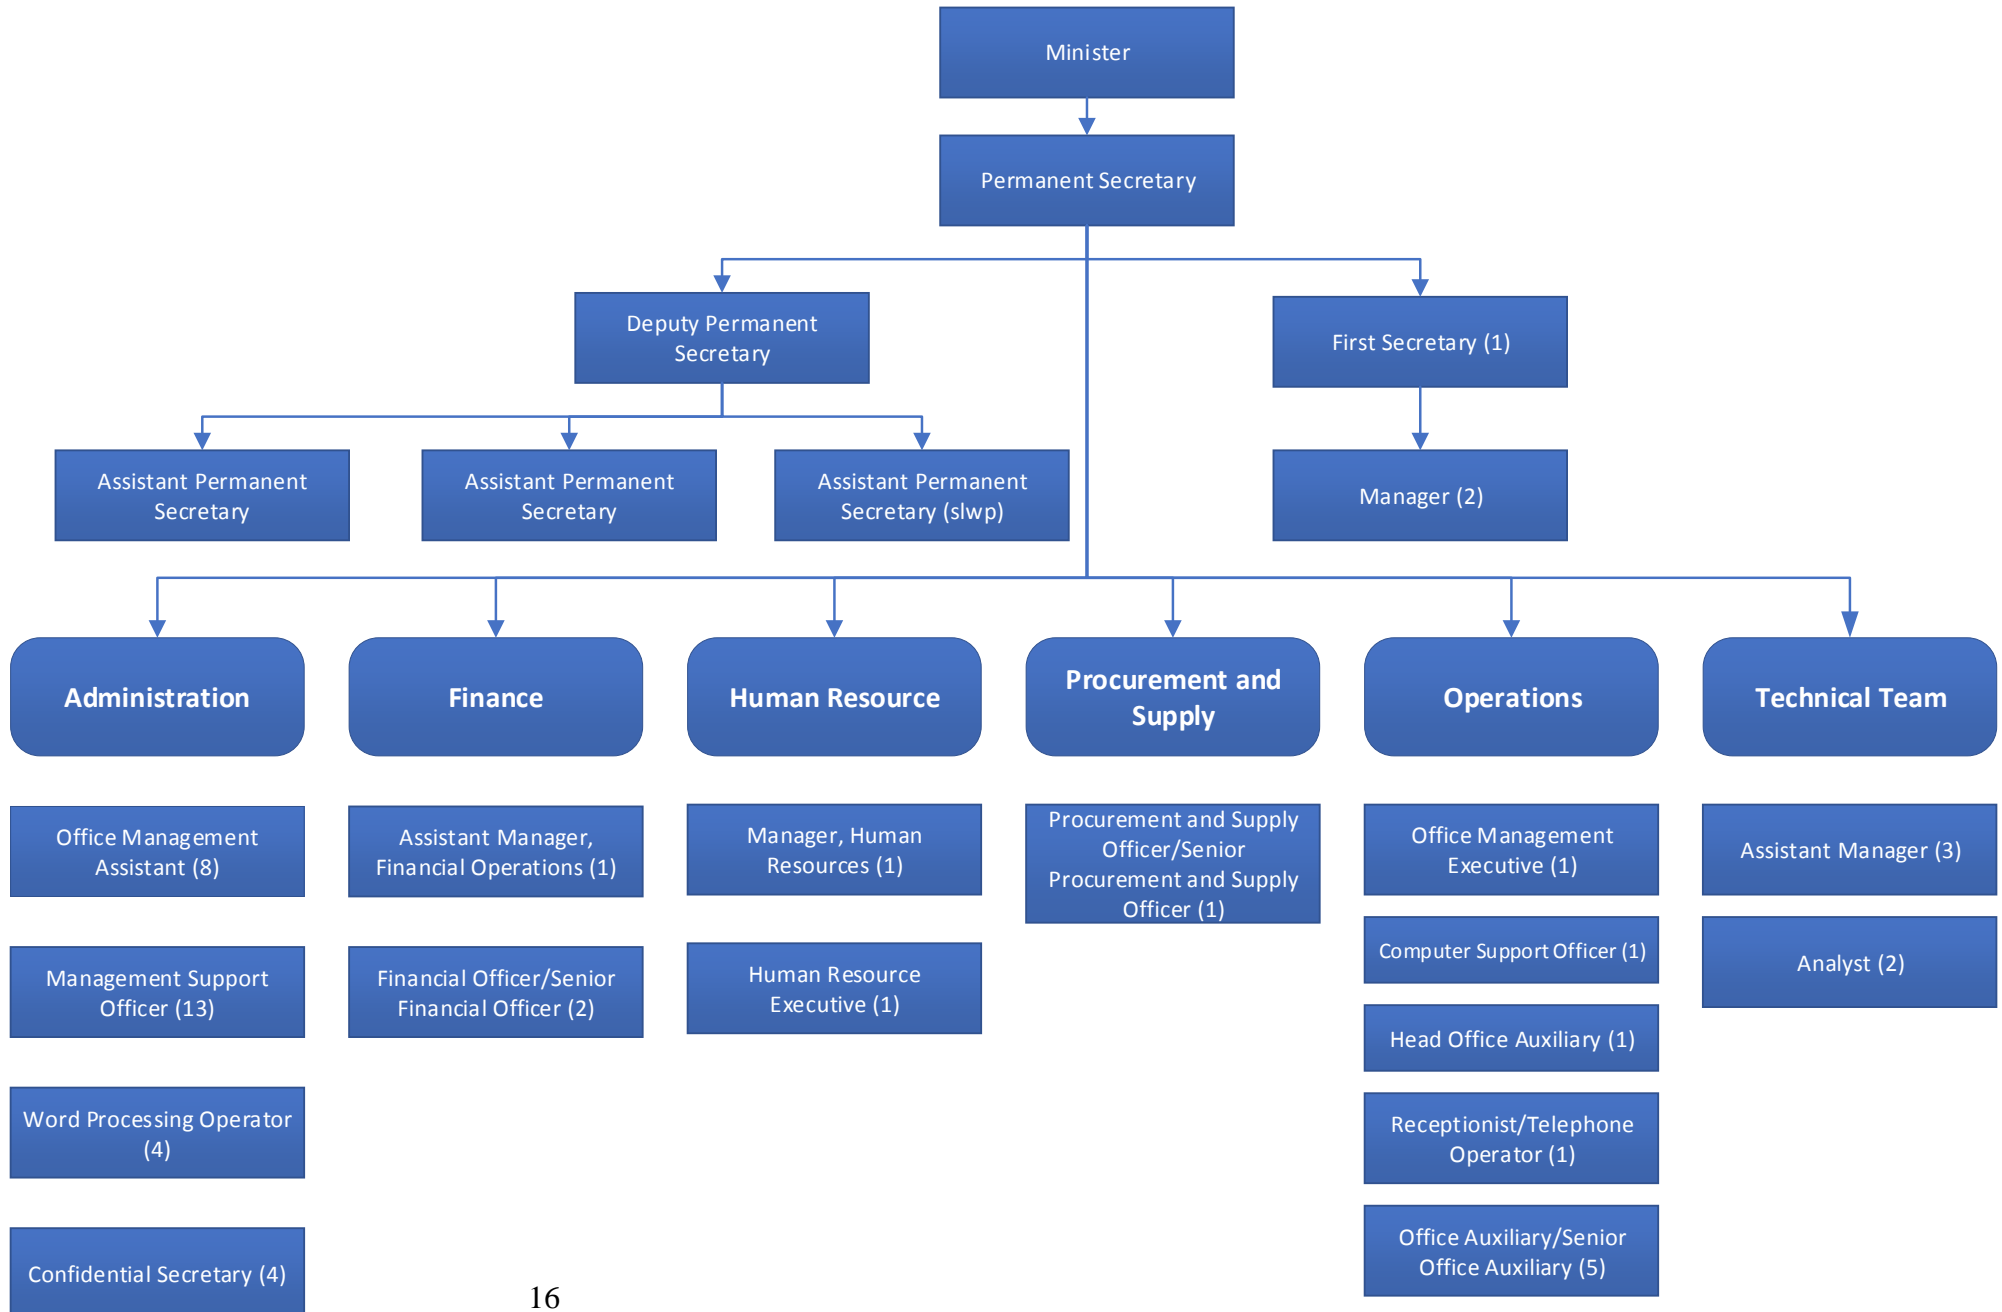 Minister
Permanent Secretary
Deputy Permanent
Secretary
First Secretary (1)
Assistant Permanent
Secretary
Assistant Permanent
Secretary
Assistant Permanent
Secretary (slwp)
Manager (2)
Administration
Finance
Human Resource
Procurement and
Supply
Operations
Technical Team
Office Management
Assistant (8)
Management Support
Officer (13)
Word Processing Operator
(4)
Confidential Secretary (4)
Assistant Manager,
Financial Operations (1)
Financial Officer/Senior
Financial Officer (2)
Manager, Human
Resources (1)
Human Resource
Executive (1)
Procurement and Supply
Officer/Senior
Procurement and Supply
Officer (1)
Office Management
Executive (1)
Computer Support Officer (1)
Head Office Auxiliary (1)
Receptionist/Telephone
Operator (1)
Office Auxiliary/Senior
Office Auxiliary (5)
Assistant Manager (3)
Analyst (2)
16